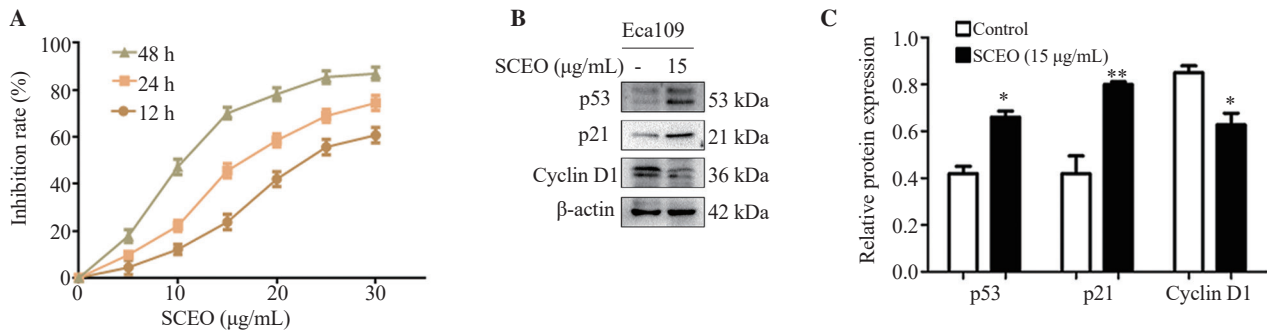 A
Inhibition rate (%)
100
80
60
40
20
0
48 h
24 h
12 h
0
10
20
30
SCEO (μg/mL)
B
Eca109
SCEO (μg/mL) - 15
p53 53 kDa
p21 21 kDa
Cyclin D1 36 kDa
β-actin 42 kDa
C
Relative protein expression
1.0
0.8
0.6
0.4
0.2
0.0
Control
SCEO (15 μg/mL)
*
**
*
p53
p21
Cyclin D1